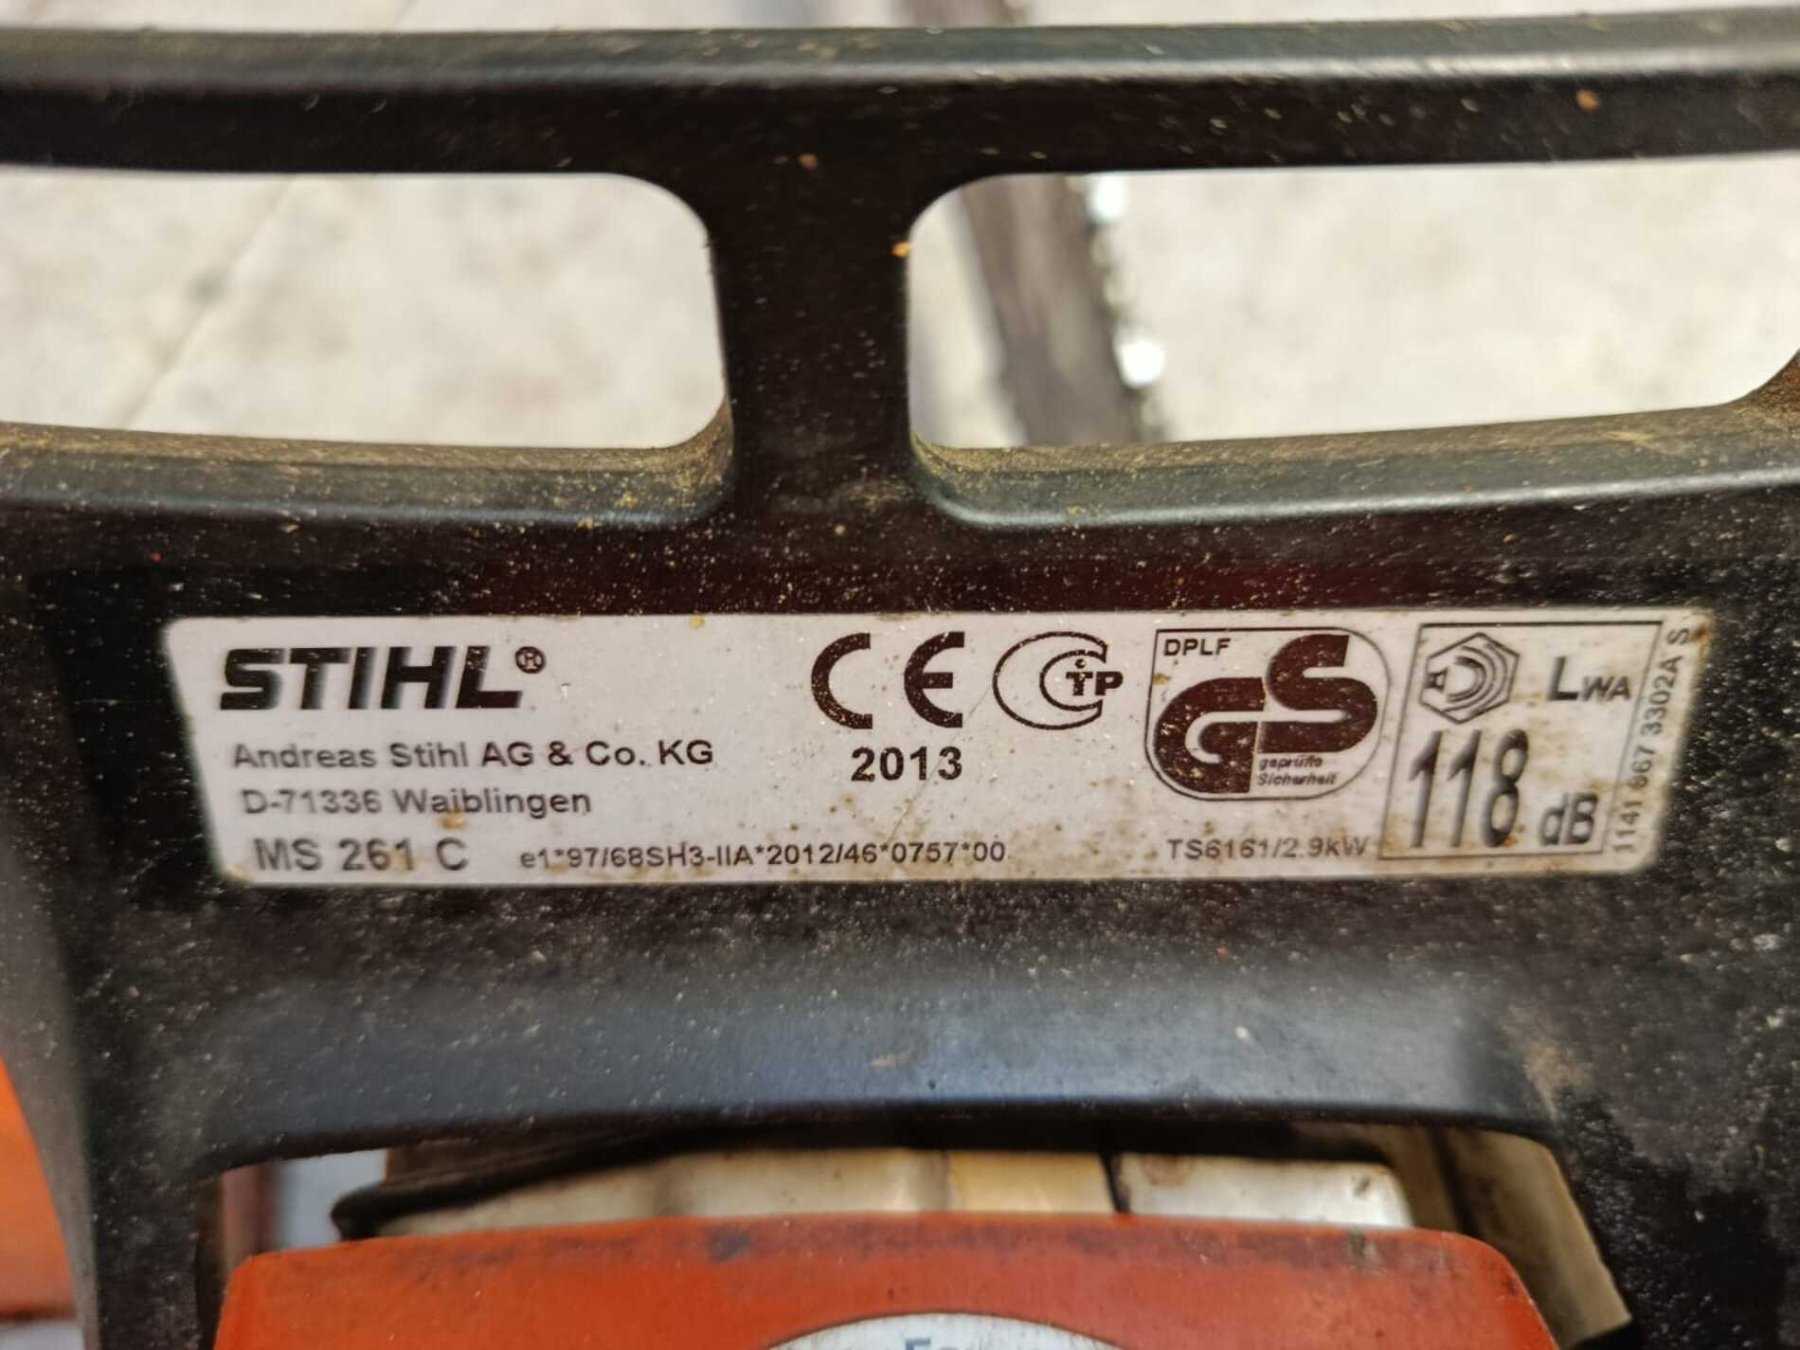 STIHL®
Andreas Stihl AG & Co. KG
D-71336 Waiblingen
MS 261 C
e1*97/68SH3-IIA*2012/46*0757*00
CE
2013
DPLF
GS
geprüfte
Sicherheit
TS6161/2.9kW
LWA
118 dB
1141 867 3302A S